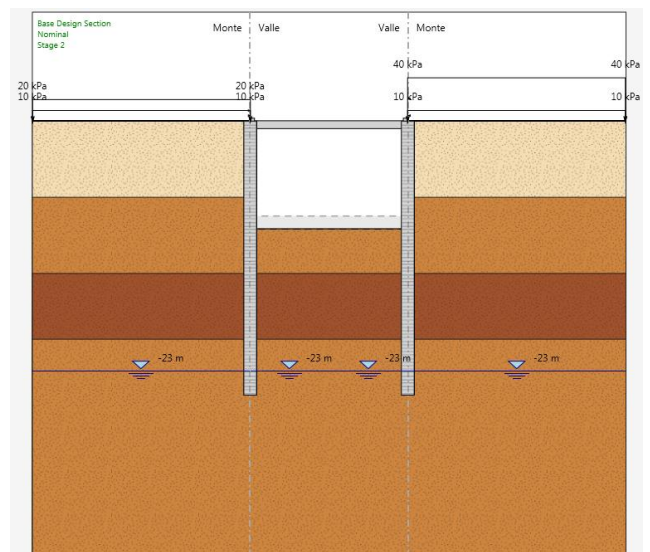 Base Design Section
Nominal
Stage 2
Monte Valle Valle Monte
40 kPa 40 kPa
20 kPa 20 kPa
10 kPa 10 kPa 10 kPa 10 kPa
-23 m -23 m -23 m -23 m